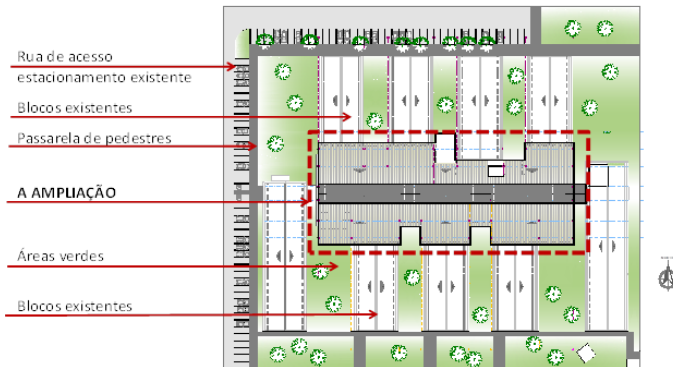 Rua de acesso
estacionamento existente
Blocos existentes
Passarela de pedestres
A AMPLIAÇÃO
Áreas verdes
Blocos existentes